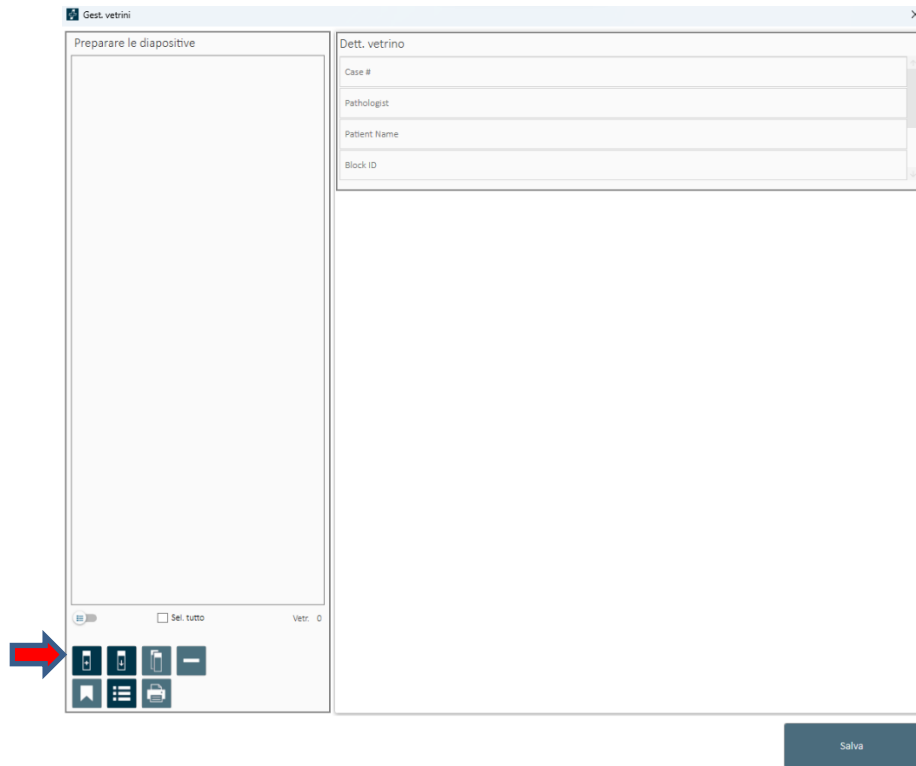 Gest. vetrini
Preparare le diapositive
Dett. vetrino
Case #
Pathologist
Patient Name
Block ID
Sel. tutto
Vetr. 0
Salva